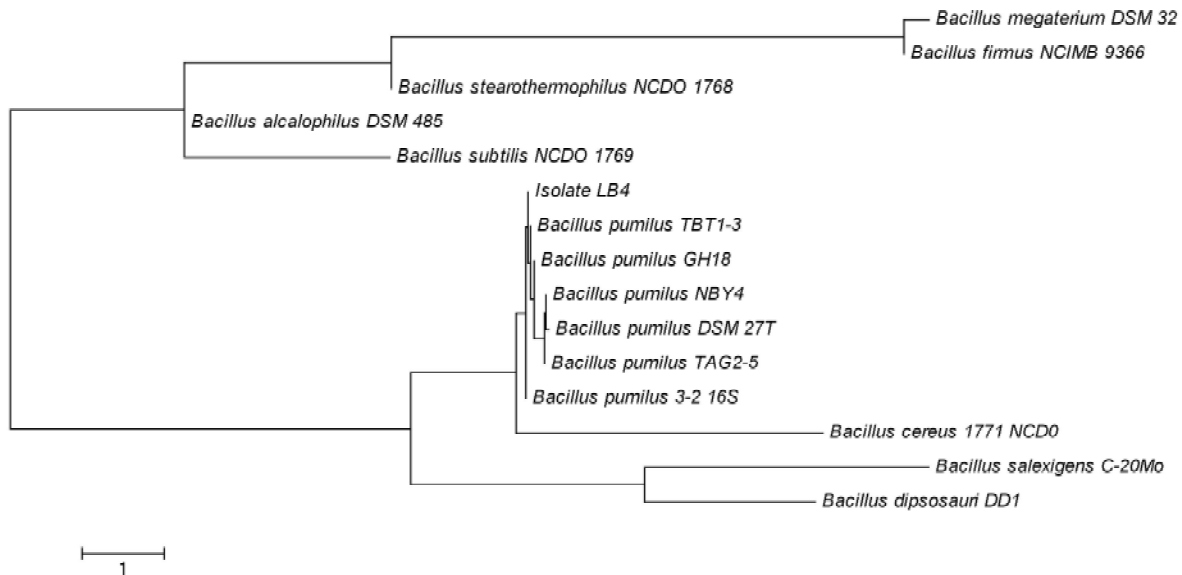 Bacillus megaterium DSM 32
Bacillus firmus NCIMB 9366
Bacillus stearothermophilus NCDO 1768
Bacillus alcalophilus DSM 485
Bacillus subtilis NCDO 1769
Isolate LB4
Bacillus pumilus TBT1-3
Bacillus pumilus GH18
Bacillus pumilus NBY4
Bacillus pumilus DSM 27T
Bacillus pumilus TAG2-5
Bacillus pumilus 3-2 16S
Bacillus cereus 1771 NCD0
Bacillus salexigens C-20Mo
Bacillus dipsosauri DD1
1